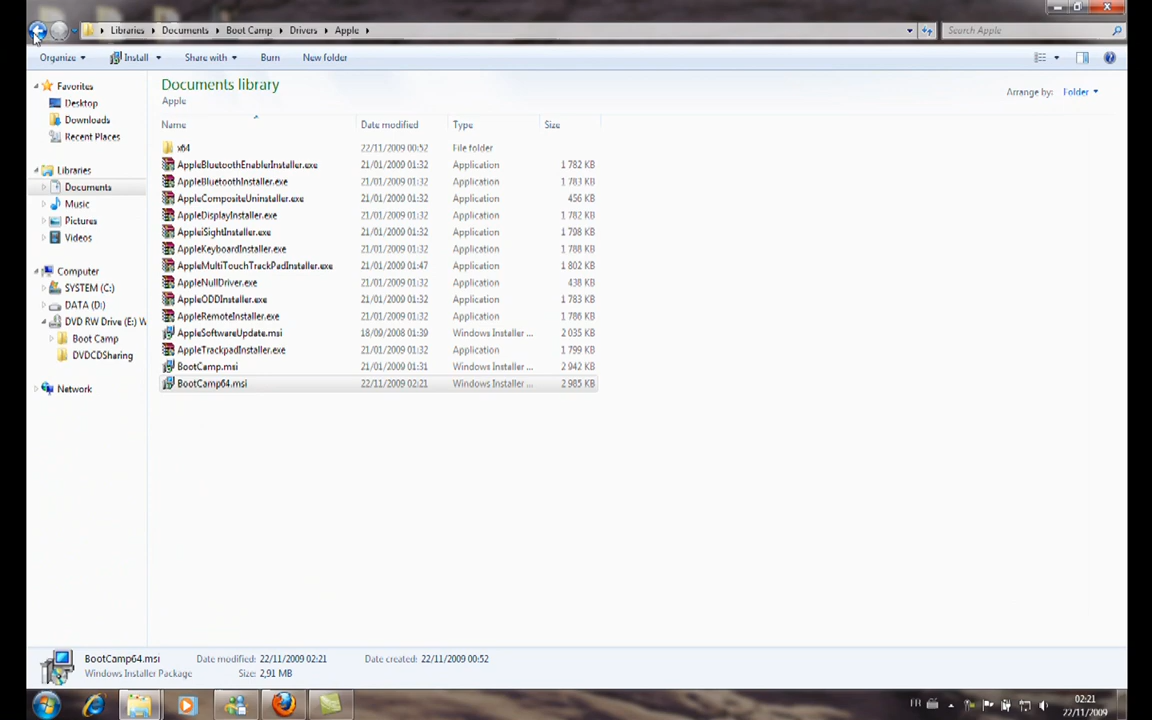 Libraries Documents Boot Camp Drivers Apple Search Apple
Organize Install Share with Burn New folder
Favorites
Desktop
Downloads
Recent Places
Libraries
Documents
Music
Pictures
Videos
Computer
SYSTEM (C:)
DATA (D:)
DVD RW Drive (E:) W
Boot Camp
DVDCDSharing
Network
Documents library
Apple
Arrange by: Folder
Name Date modified Type Size
x64 22/11/2009 00:52 File folder
AppleBluetoothEnablerInstaller.exe 21/01/2009 01:32 Application 1 782 KB
AppleBluetoothInstaller.exe 21/01/2009 01:32 Application 1 783 KB
AppleCompositeUninstaller.exe 21/01/2009 01:32 Application 456 KB
AppleDisplayInstaller.exe 21/01/2009 01:32 Application 1 782 KB
AppleiSightInstaller.exe 21/01/2009 01:32 Application 1 798 KB
AppleKeyboardInstaller.exe 21/01/2009 01:32 Application 1 788 KB
AppleMultiTouchTrackPadInstaller.exe 21/01/2009 01:47 Application 1 802 KB
AppleNullDriver.exe 21/01/2009 01:32 Application 438 KB
AppleODDInstaller.exe 21/01/2009 01:32 Application 1 783 KB
AppleRemoteInstaller.exe 21/01/2009 01:32 Application 1 786 KB
AppleSoftwareUpdate.msi 18/09/2008 01:39 Windows Installer ... 2 035 KB
AppleTrackpadInstaller.exe 21/01/2009 01:32 Application 1 799 KB
BootCamp.msi 21/01/2009 01:31 Windows Installer ... 2 942 KB
BootCamp64.msi 22/11/2009 02:21 Windows Installer ... 2 985 KB
BootCamp64.msi Date modified: 22/11/2009 02:21 Date created: 22/11/2009 00:52
Windows Installer Package Size: 2,91 MB
FR
02:21
22/11/2009